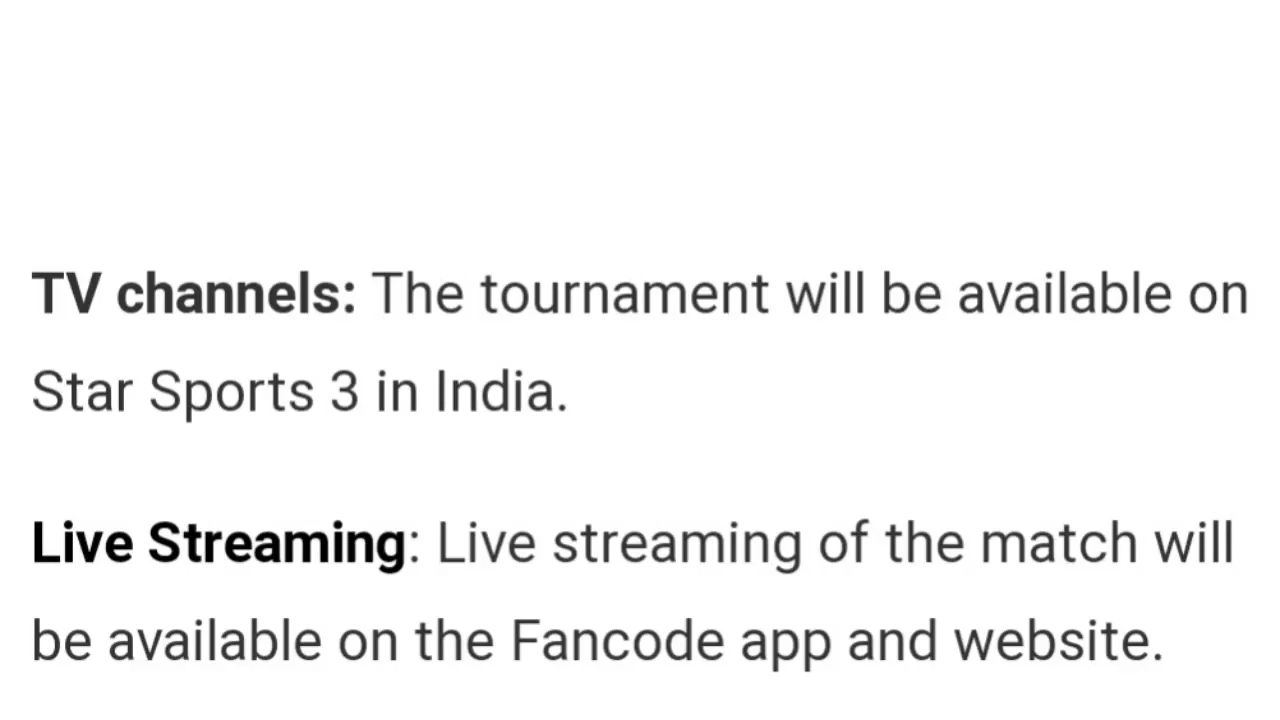 TV channels: The tournament will be available on
Star Sports 3 in India.
Live Streaming: Live streaming of the match will
be available on the Fancode app and website.